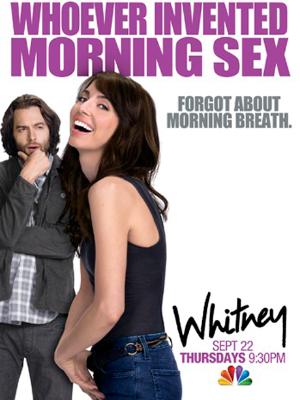 WHOEVER INVENTED
MORNING SEX
FORGOT ABOUT
MORNING BREATH.
Whitney
SEPT 22
THURSDAYS 9:30PM